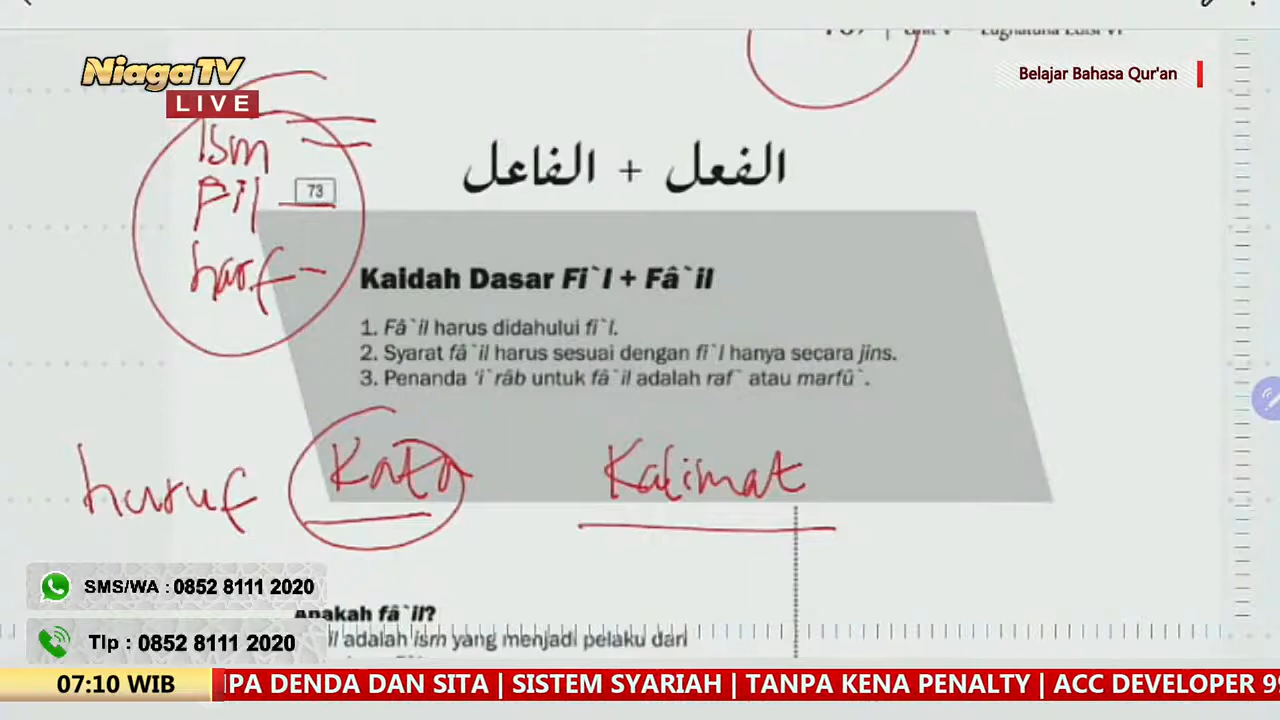 NiagaTV
LIVE
Belajar Bahasa Qur'an
ism
fi'l
harf
73
الفعل + الفاعل
Kaidah Dasar Fi`l + Fâ`il
1. Fâ`il harus didahului fi`l.
2. Syarat fâ`il harus sesuai dengan fi`l hanya secara jins.
3. Penanda 'i`râb untuk fâ`il adalah raf` atau marfû`.
huruf Kata Kalimat
SMS/WA : 0852 8111 2020
Apakah fâ`il?
Tlp : 0852 8111 2020
il adalah ism yang menjadi pelaku dari
07:10 WIB
IPA DENDA DAN SITA | SISTEM SYARIAH | TANPA KENA PENALTY | ACC DEVELOPER 9